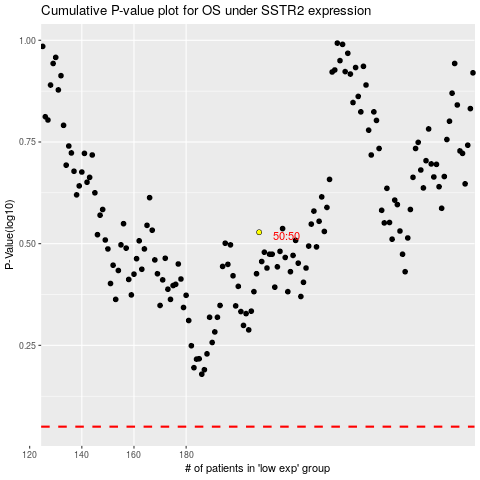 Cumulative P-value plot for OS under SSTR2 expression
P-Value(log10)
1.00
0.75
0.50
0.25
50:50
120 140 160 180
# of patients in 'low exp' group